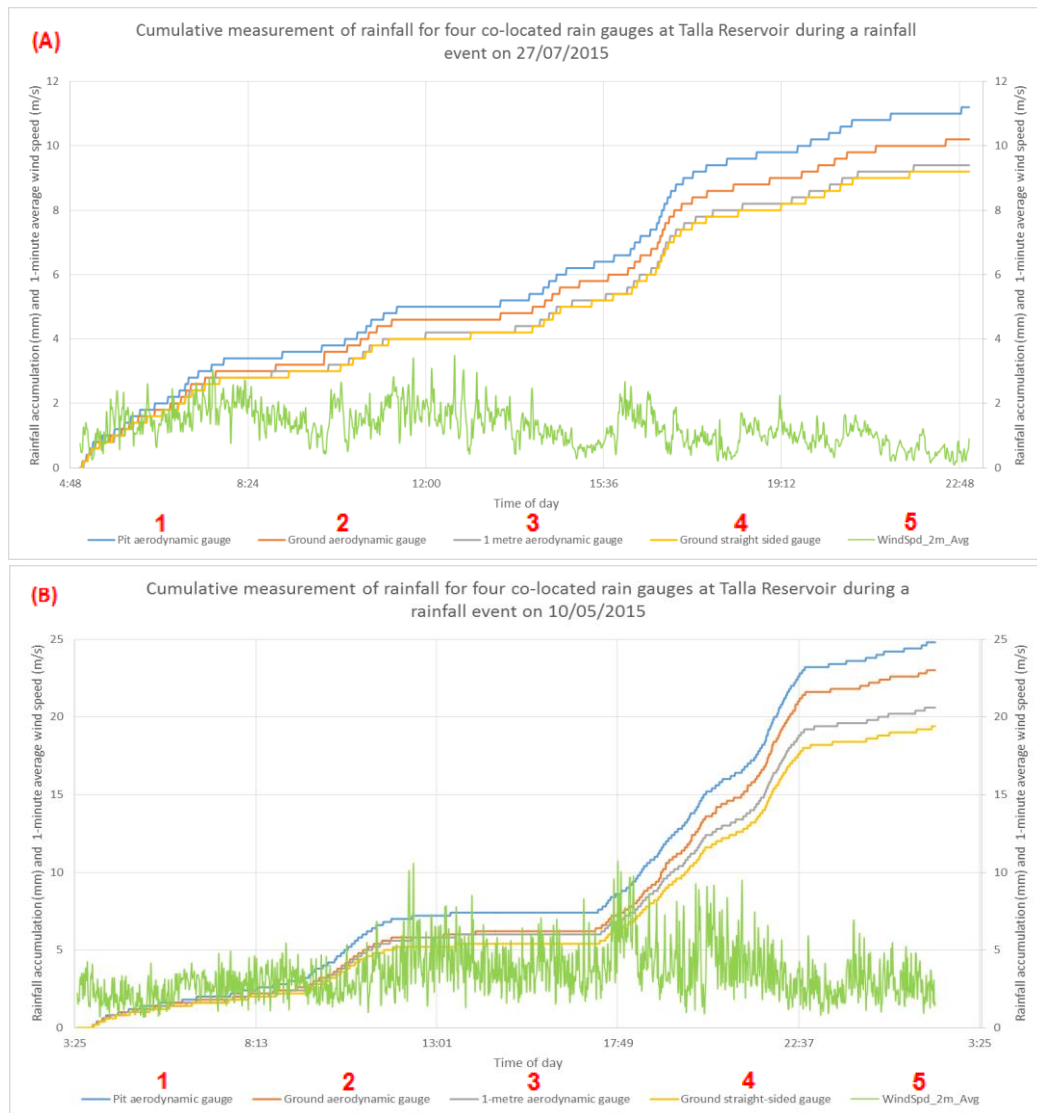 (A)
Cumulative measurement of rainfall for four co-located rain gauges at Talla Reservoir during a rainfall
event on 27/07/2015
Rainfall accumulation (mm) and 1-minute average wind speed (m/s)
12
10
8
6
4
2
0
12
10
8
6
4
2
0
Rainfall accumulation (mm) and 1-minute average wind speed (m/s)
4:48 8:24 12:00 15:36 19:12 22:48
Time of day
1 2 3 4 5
Pit aerodynamic gauge Ground aerodynamic gauge 1 metre aerodynamic gauge Ground straight sided gauge WindSpd_2m_Avg
(B)
Cumulative measurement of rainfall for four co-located rain gauges at Talla Reservoir during a
rainfall event on 10/05/2015
Rainfall accumulation (mm) and 1-minute average wind speed (m/s)
25
20
15
10
5
0
25
20
15
10
5
0
Rainfall accumulation (mm) and 1-minute average wind speed (m/s)
3:25 8:13 13:01 17:49 22:37 3:25
Time of day
1 2 3 4 5
Pit aerodynamic gauge Ground aerodynamic gauge 1-metre aerodynamic gauge Ground straight-sided gauge WindSpd_2m_Avg